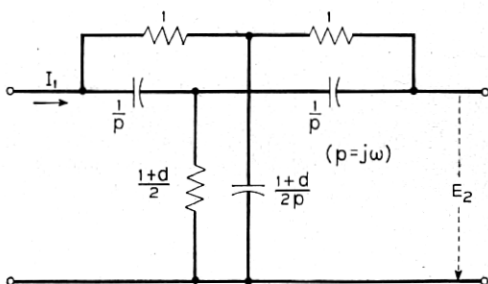 1
1
I₁
1/p
1/p
(p=jω)
1+d/2
1+d/2p
E₂